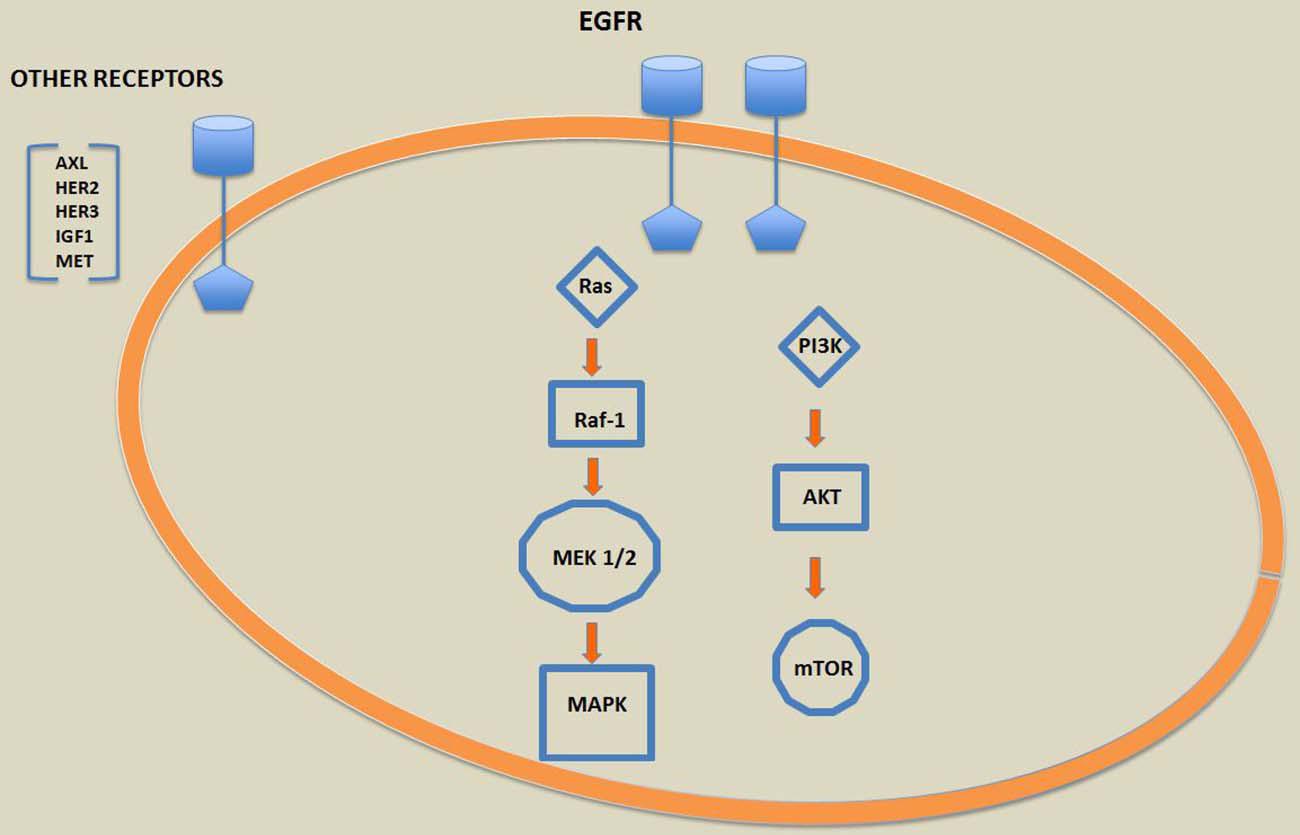 EGFR
OTHER RECEPTORS
AXL
HER2
HER3
IGF1
MET
Ras
Raf-1
MEK 1/2
MAPK
PI3K
AKT
mTOR